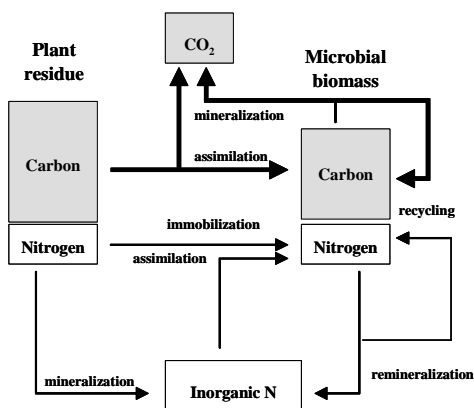 Plant
residue
CO₂
Microbial
biomass
mineralization
assimilation
Carbon
Carbon
recycling
immobilization
Nitrogen
assimilation
Nitrogen
mineralization
Inorganic N
remineralization